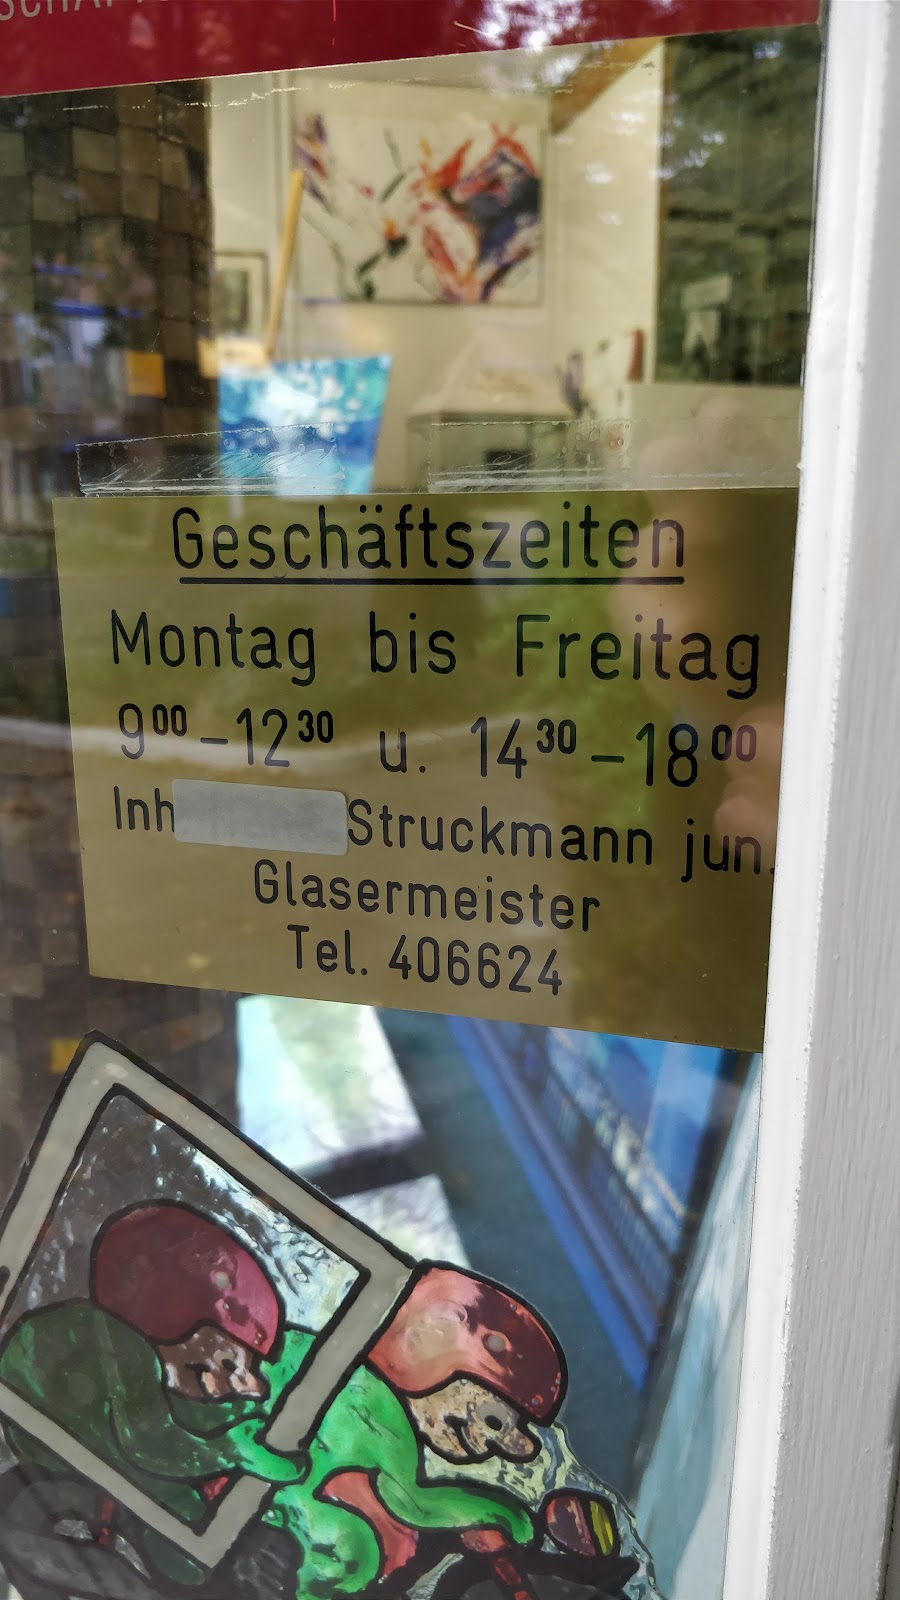 Geschäftszeiten
Montag bis Freitag
9⁰⁰-12³⁰ u. 14³⁰-18⁰⁰
Inh Struckmann jun.
Glasermeister
Tel. 406624